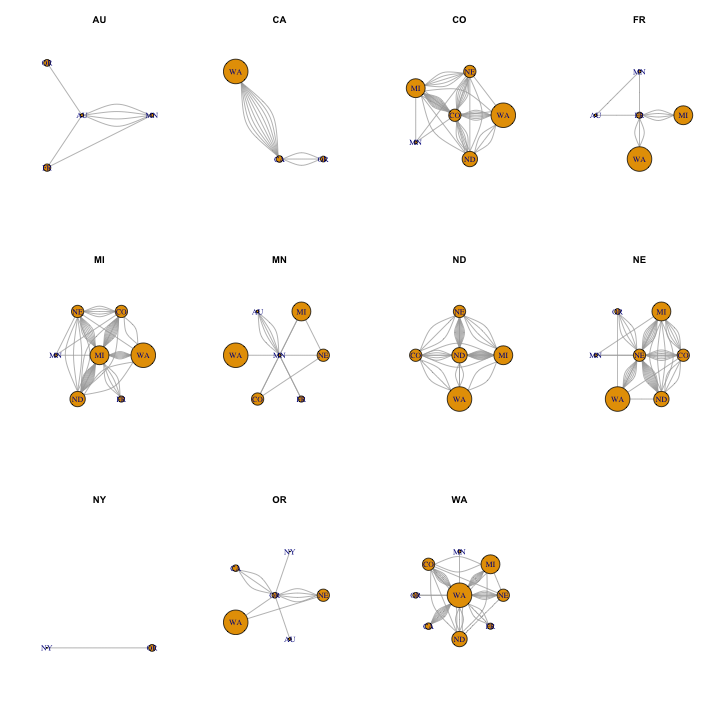 AU CA CO FR
OR
WA NE MN
MI
AU MN CO WA AU FR MI
MN
CA OR ND WA
FR
MI MN ND NE
NE CO AU MI NE OR MI
MN MI WA WA MN NE CO ND MI MN NE CO
ND FR CO FR WA WA ND
NY OR WA
NY MN
CA CO MI
OR NE OR WA NE
WA CA FR
AU ND
NY OR